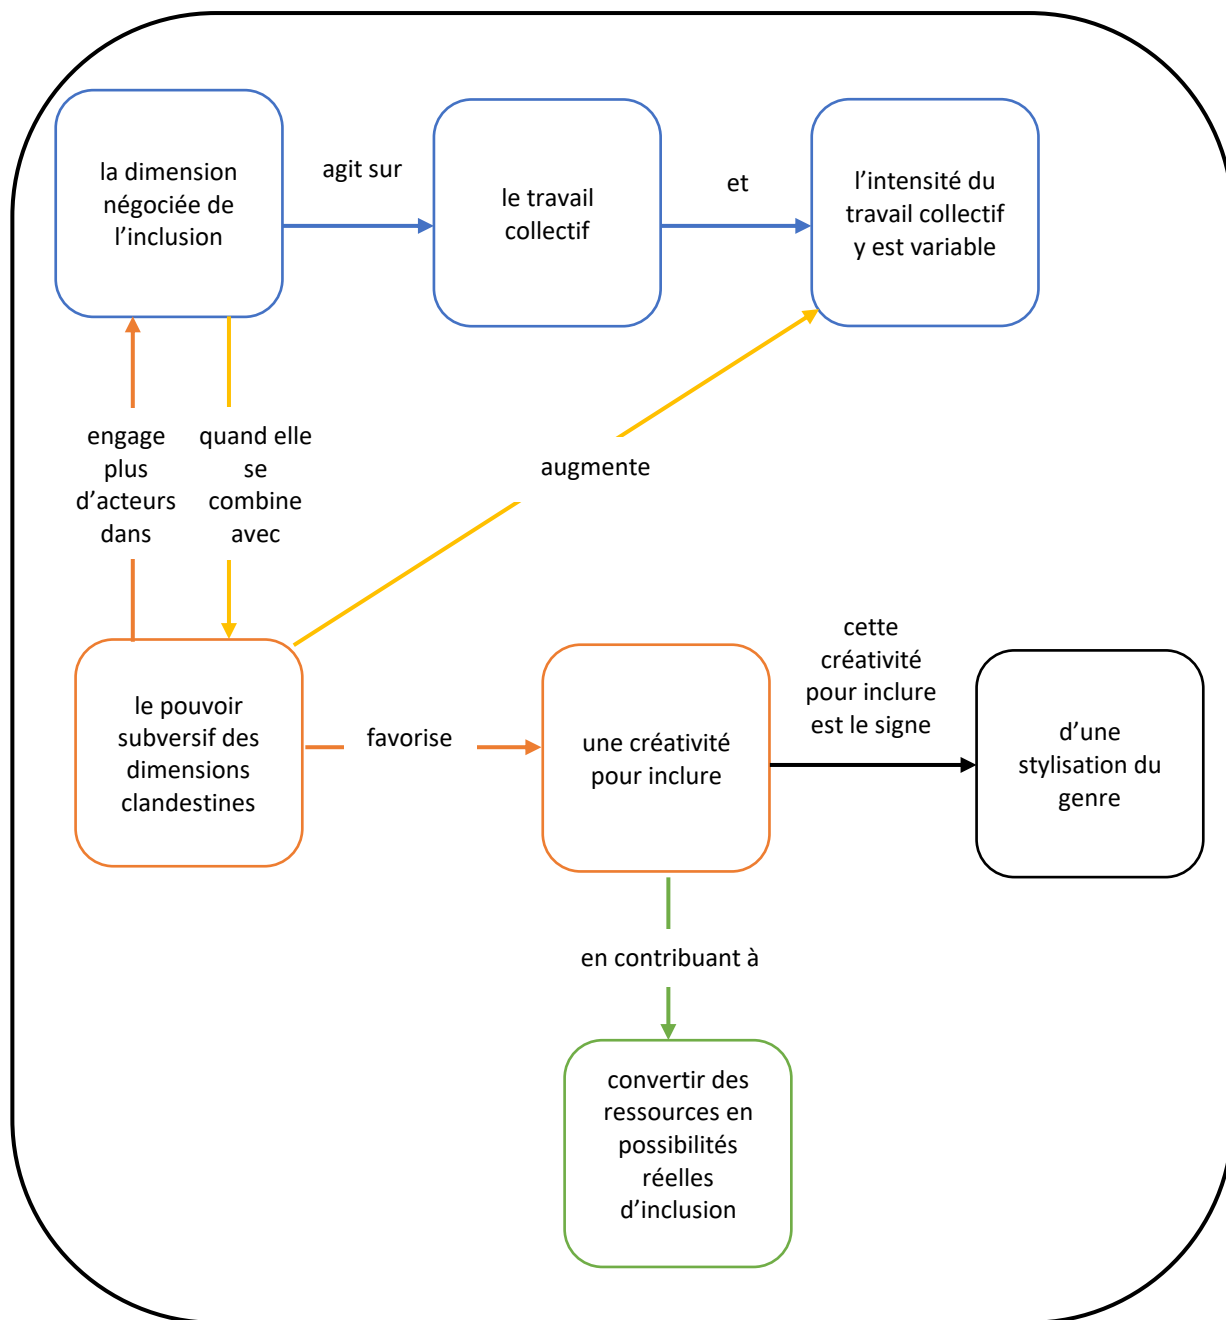 la dimension
négociée de
l’inclusion
agit sur
le travail
collectif
et
l’intensité du
travail collectif
y est variable
engage
plus
d’acteurs
dans
quand elle
se
combine
avec
augmente
le pouvoir
subversif des
dimensions
clandestines
favorise
une créativité
pour inclure
cette
créativité
pour inclure
est le signe
d’une
stylisation du
genre
en contribuant à
convertir des
ressources en
possibilités
réelles
d’inclusion